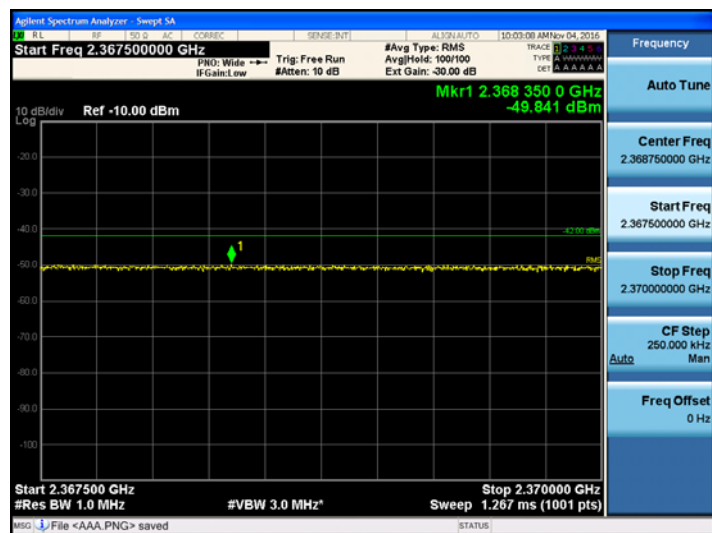 Agilent Spectrum Analyzer - Swept SA
LXI RL RF 50 Ω AC CORREC SENSE:INT ALIGN AUTO 10:03:08 AM Nov 04, 2016
Start Freq 2.367500000 GHz
PNO: Wide
IFGain:Low
Trig: Free Run
#Atten: 10 dB
#Avg Type: RMS
Avg|Hold: 100/100
Ext Gain: -30.00 dB
TRACE 1 2 3 4 5 6
TYPE A WWWWW
DET A A A A A A
Mkr1 2.368 350 0 GHz
-49.841 dBm
10 dB/div Ref -10.00 dBm
Log
-20.0
-30.0
-40.0
-42.00 dBm
1
-50.0
RMS
-60.0
-70.0
-80.0
-90.0
-100
Start 2.367500 GHz Stop 2.370000 GHz
#Res BW 1.0 MHz #VBW 3.0 MHz* Sweep 1.267 ms (1001 pts)
MSG File <AAA.PNG> saved STATUS
Frequency
Auto Tune
Center Freq
2.368750000 GHz
Start Freq
2.367500000 GHz
Stop Freq
2.370000000 GHz
CF Step
250.000 kHz
Auto Man
Freq Offset
0 Hz